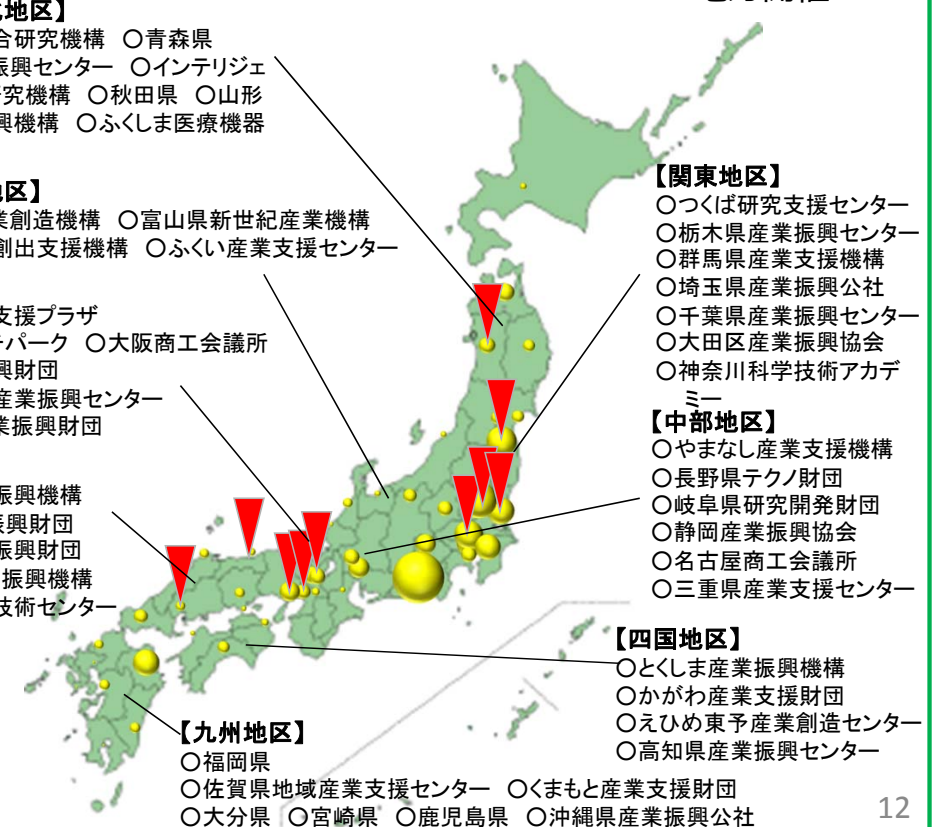 地区】
合研究機構 ○青森県
振興センター ○インテリジェ
究機構 ○秋田県 ○山形
興機構 ○ふくしま医療機器
地区】
業創造機構 ○富山県新世紀産業機構
創出支援機構 ○ふくい産業支援センター
支援プラザ
パーク ○大阪商工会議所
興財団
産業振興センター
業振興財団
振興機構
興財団
振興財団
振興機構
技術センター
【関東地区】
○つくば研究支援センター
○栃木県産業振興センター
○群馬県産業支援機構
○埼玉県産業振興公社
○千葉県産業振興センター
○大田区産業振興協会
○神奈川科学技術アカデ
ミー
【中部地区】
○やまなし産業支援機構
○長野県テクノ財団
○岐阜県研究開発財団
○静岡産業振興協会
○名古屋商工会議所
○三重県産業支援センター
【四国地区】
○とくしま産業振興機構
○かがわ産業支援財団
○えひめ東予産業創造センター
○高知県産業振興センター
【九州地区】
○福岡県
○佐賀県地域産業支援センター ○くまもと産業支援財団
○大分県 ○宮崎県 ○鹿児島県 ○沖縄県産業振興公社
12